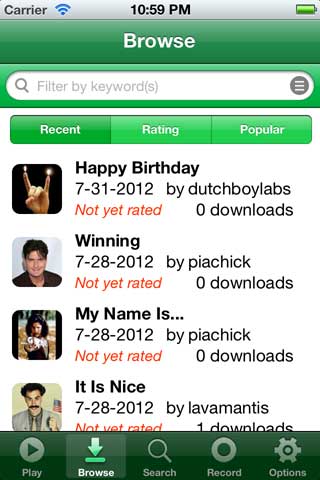 Carrier 10:59 PM
Browse
Filter by keyword(s)
Recent Rating Popular
Happy Birthday
7-31-2012 by dutchboylabs
Not yet rated 0 downloads
Winning
7-28-2012 by piachick
Not yet rated 0 downloads
My Name Is...
7-28-2012 by piachick
Not yet rated 0 downloads
It Is Nice
7-28-2012 by lavamantis
Not yet rated 1 downloads
Play Browse Search Record Options